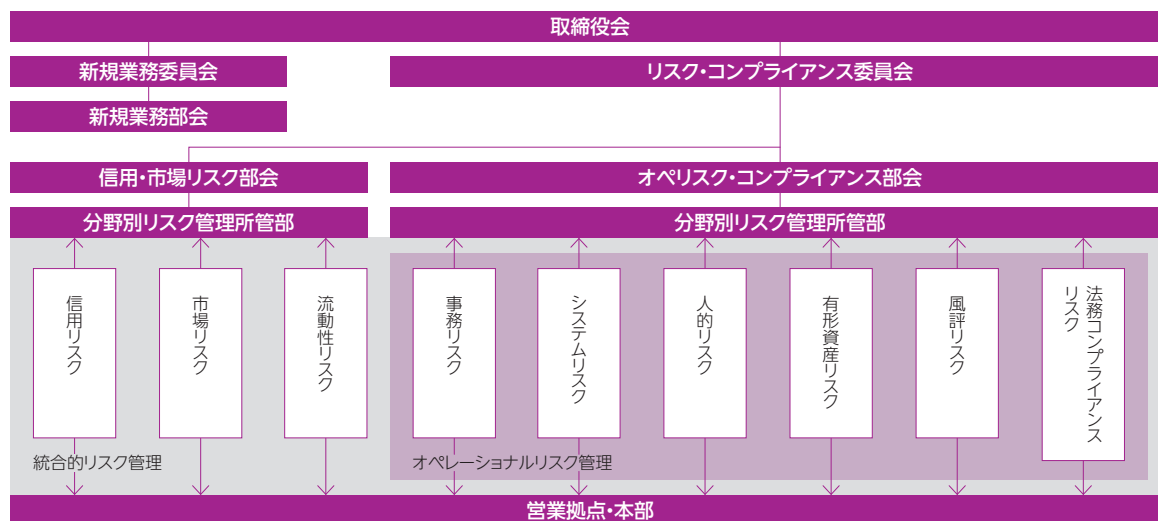 取締役会
新規業務委員会
リスク・コンプライアンス委員会
新規業務部会
信用・市場リスク部会
オペリスク・コンプライアンス部会
分野別リスク管理所管部
分野別リスク管理所管部
信用リスク
市場リスク
流動性リスク
事務リスク
システムリスク
人的リスク
有形資産リスク
風評リスク
法務コンプライアンス
リスク
統合的リスク管理
オペレーショナルリスク管理
営業拠点・本部